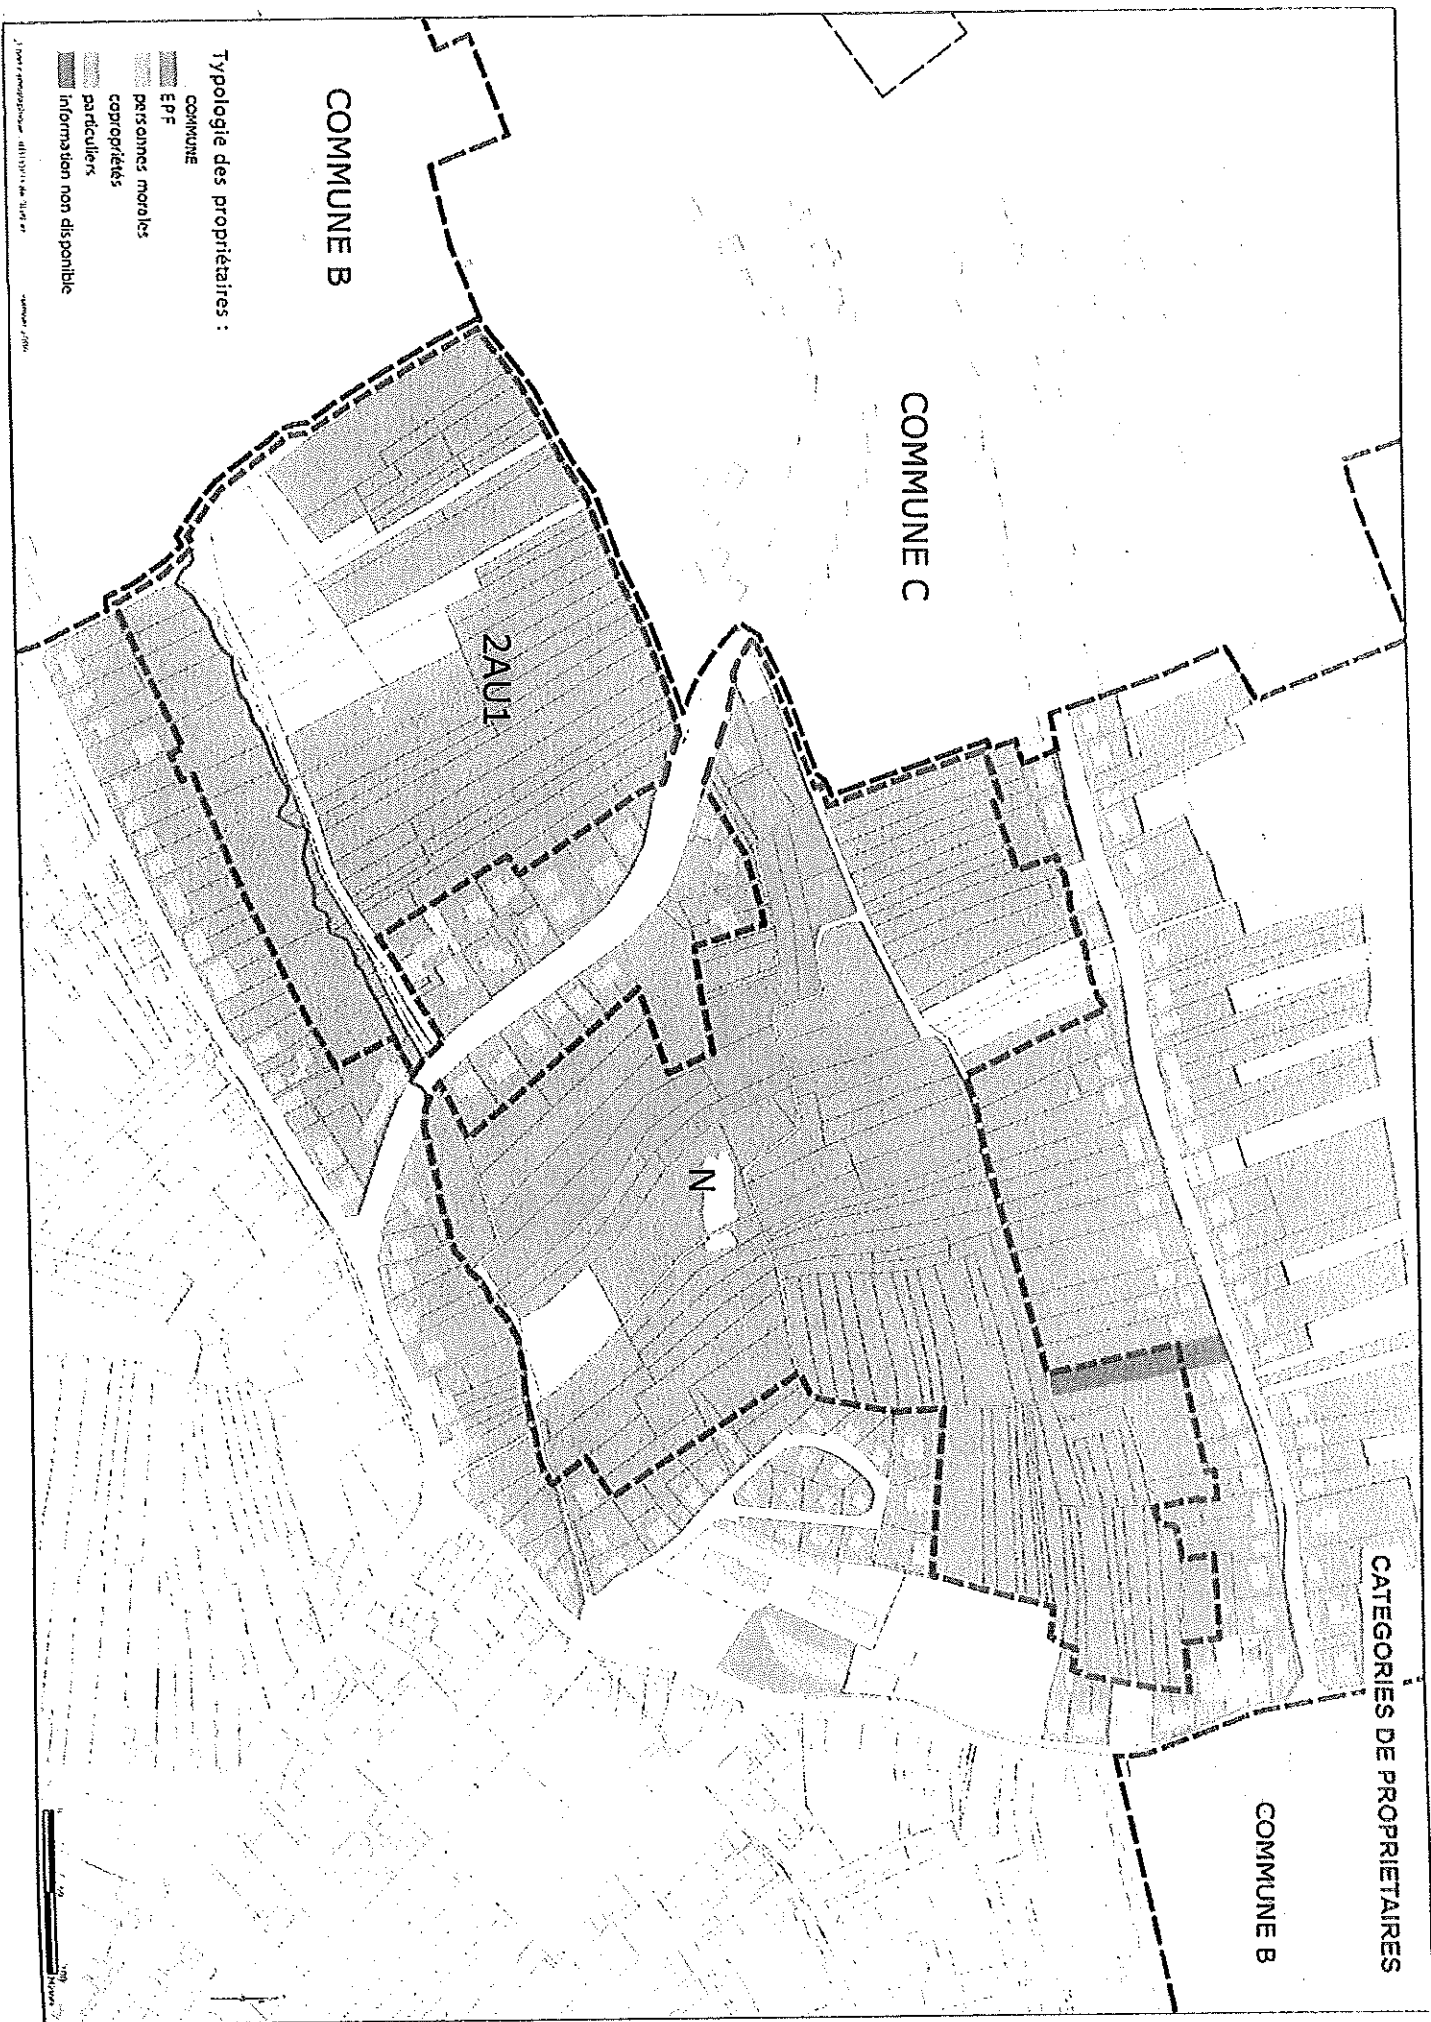 CATEGORIES DE PROPRIETAIRES
COMMUNE B
COMMUNE C
COMMUNE B
2AU1
N
Typologie des propriétaires :
COMMUNE
EPF
personnes morales
copropriétés
particuliers
information non disponible